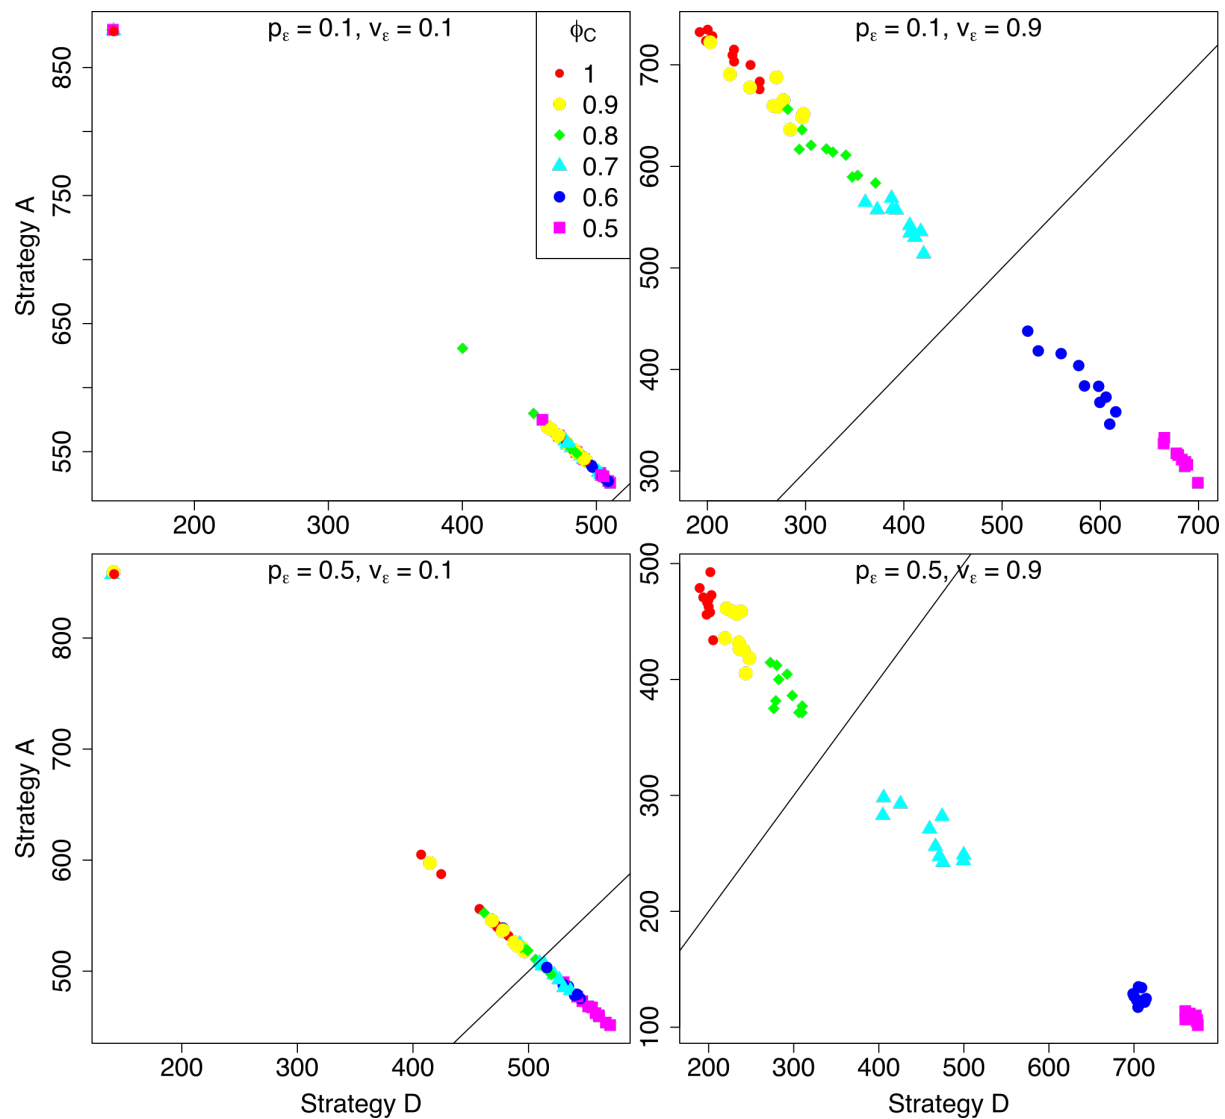 pε = 0.1, vε = 0.1
ϕC
1
0.9
0.8
0.7
0.6
0.5
Strategy A
850
750
650
550
200 300 400 500
pε = 0.1, vε = 0.9
700
600
500
400
300
200 300 400 500 600 700
pε = 0.5, vε = 0.1
Strategy A
800
700
600
500
200 300 400 500
Strategy D
pε = 0.5, vε = 0.9
500
400
300
200
100
200 300 400 500 600 700
Strategy D